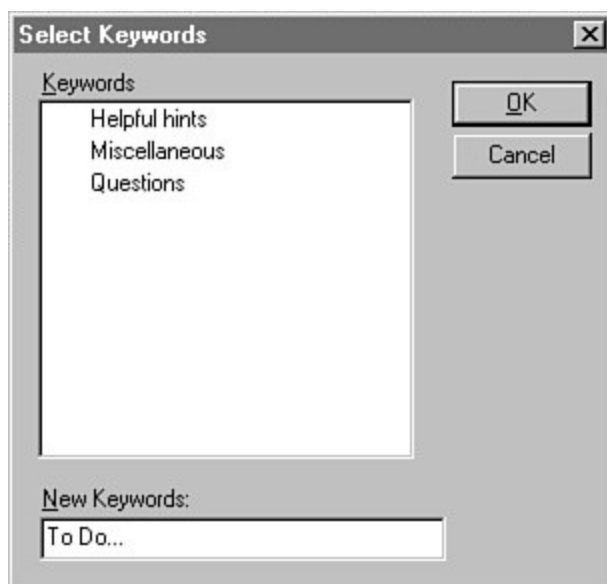 Select Keywords
Keywords
Helpful hints
Miscellaneous
Questions
OK
Cancel
New Keywords:
To Do...